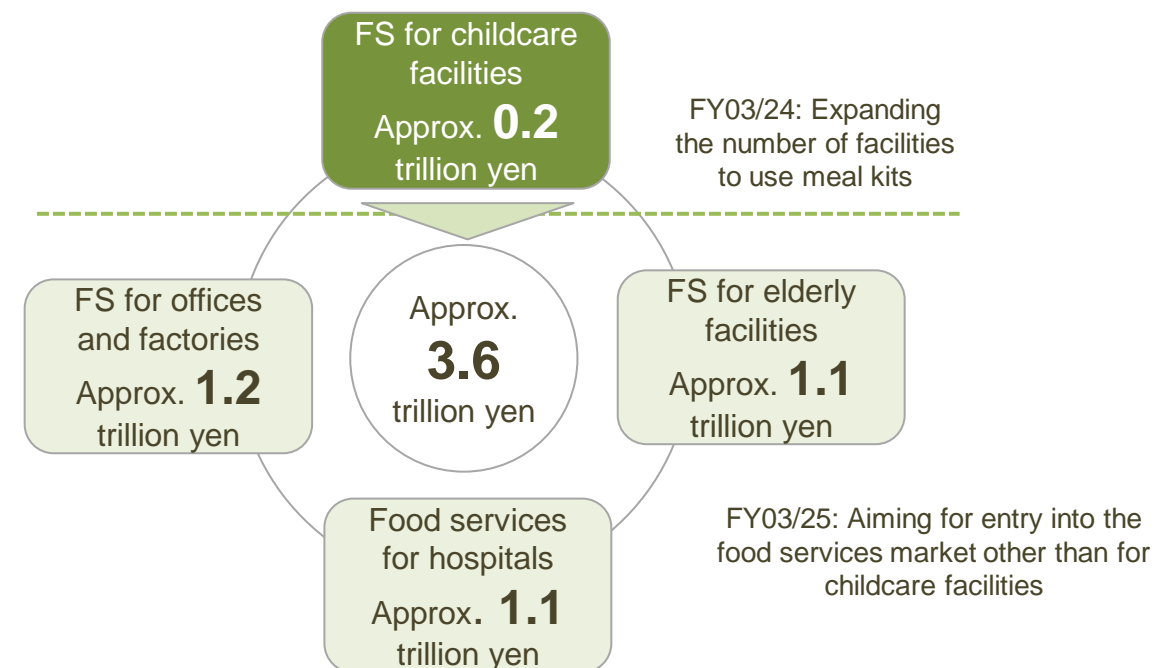 FS for childcare
facilities
Approx. 0.2
trillion yen
FY03/24: Expanding
the number of facilities
to use meal kits
FS for offices
and factories
Approx. 1.2
trillion yen
Approx.
3.6
trillion yen
FS for elderly
facilities
Approx. 1.1
trillion yen
Food services
for hospitals
Approx. 1.1
trillion yen
FY03/25: Aiming for entry into the
food services market other than for
childcare facilities